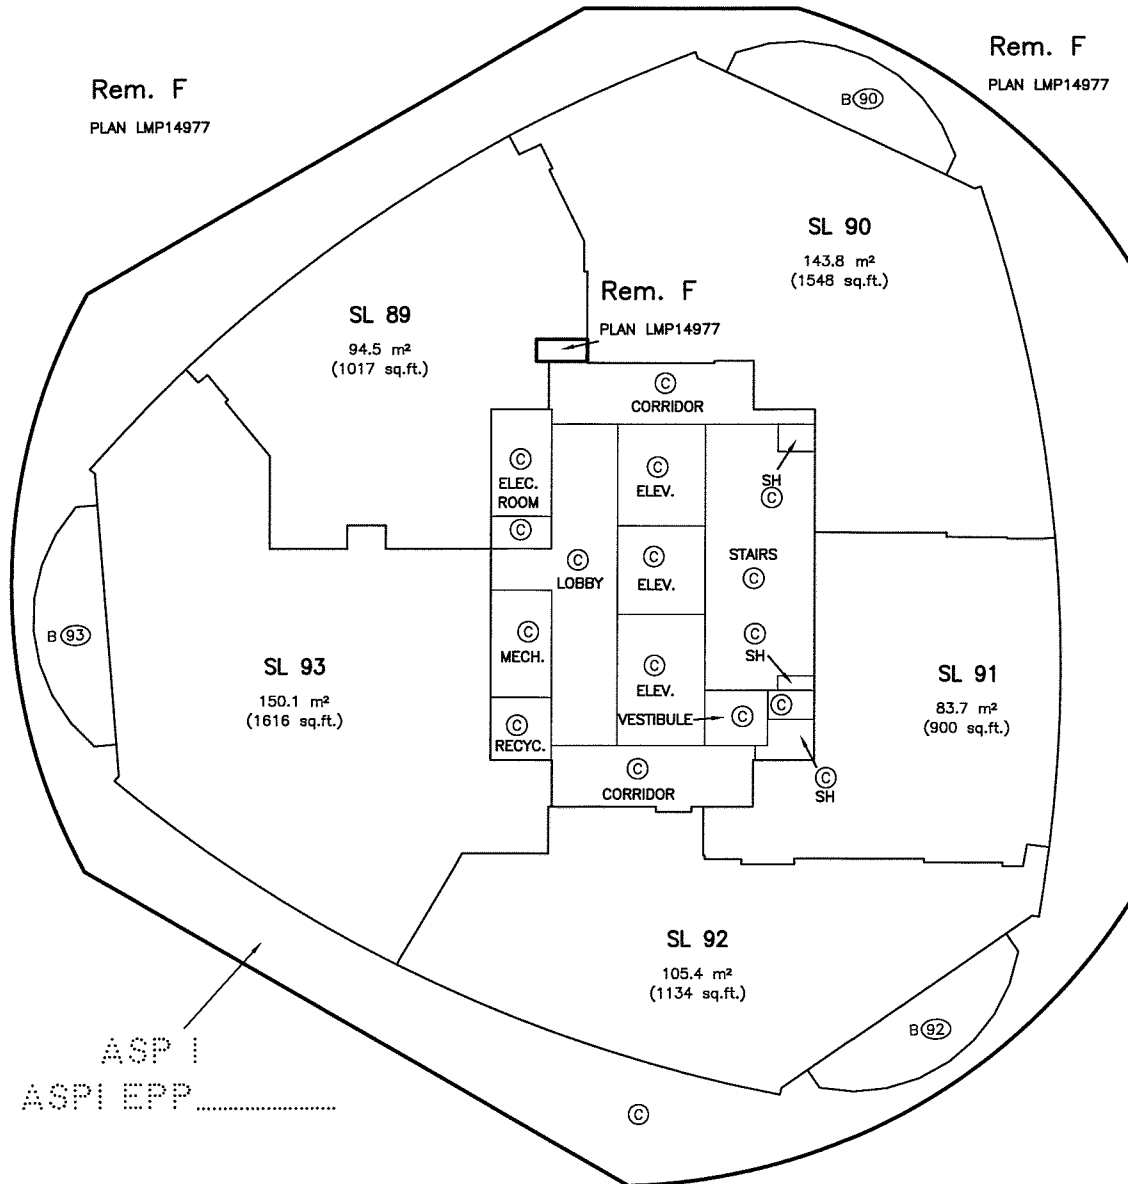 Rem. F
PLAN LMP14977
Rem. F
PLAN LMP14977
B 90
SL 90
143.8 m²
(1548 sq.ft.)
Rem. F
PLAN LMP14977
SL 89
94.5 m²
(1017 sq.ft.)
C
CORRIDOR
C
ELEC.
ROOM
C
C
ELEV.
SH
C
C
LOBBY
C
ELEV.
STAIRS
C
B 93
C
MECH.
C
SH
SL 93
150.1 m²
(1616 sq.ft.)
C
ELEV.
SL 91
83.7 m²
(900 sq.ft.)
C
RECYC.
VESTIBULE
C
C
C
CORRIDOR
C
SH
SL 92
105.4 m²
(1134 sq.ft.)
B 92
ASP 1
ASP1 EPP
C